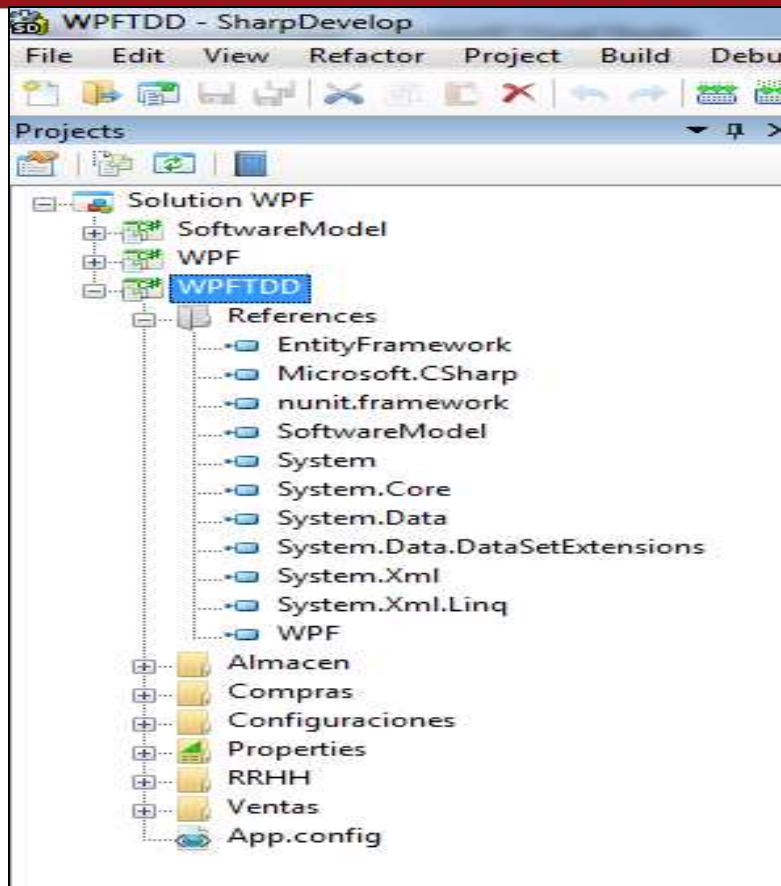 WPFTDD - SharpDevelop
File Edit View Refactor Project Build Debu
Projects
Solution WPF
SoftwareModel
WPF
WPFTDD
References
EntityFramework
Microsoft.CSharp
nunit.framework
SoftwareModel
System
System.Core
System.Data
System.Data.DataSetExtensions
System.Xml
System.Xml.Linq
WPF
Almacen
Compras
Configuraciones
Properties
RRHH
Ventas
App.config